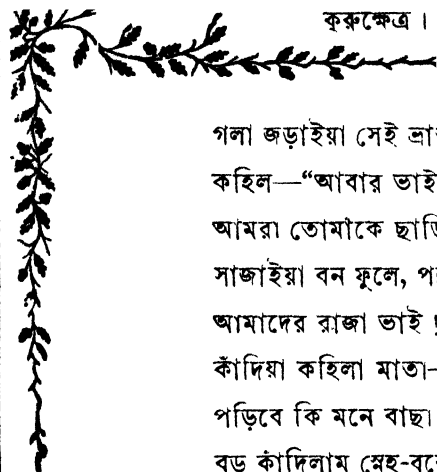 কুরুক্ষেত্র।
গলা জড়াইয়া সেই
কহিল—“আবার ভাই
আমরা তোমাকে
সাজাইয়া বন ফুলে,
আমাদের রাজা ভাই!
কাঁদিয়া কহিলা মাতা—
পড়িবে কি মনে বাছা।
বড় কাঁদিলাম